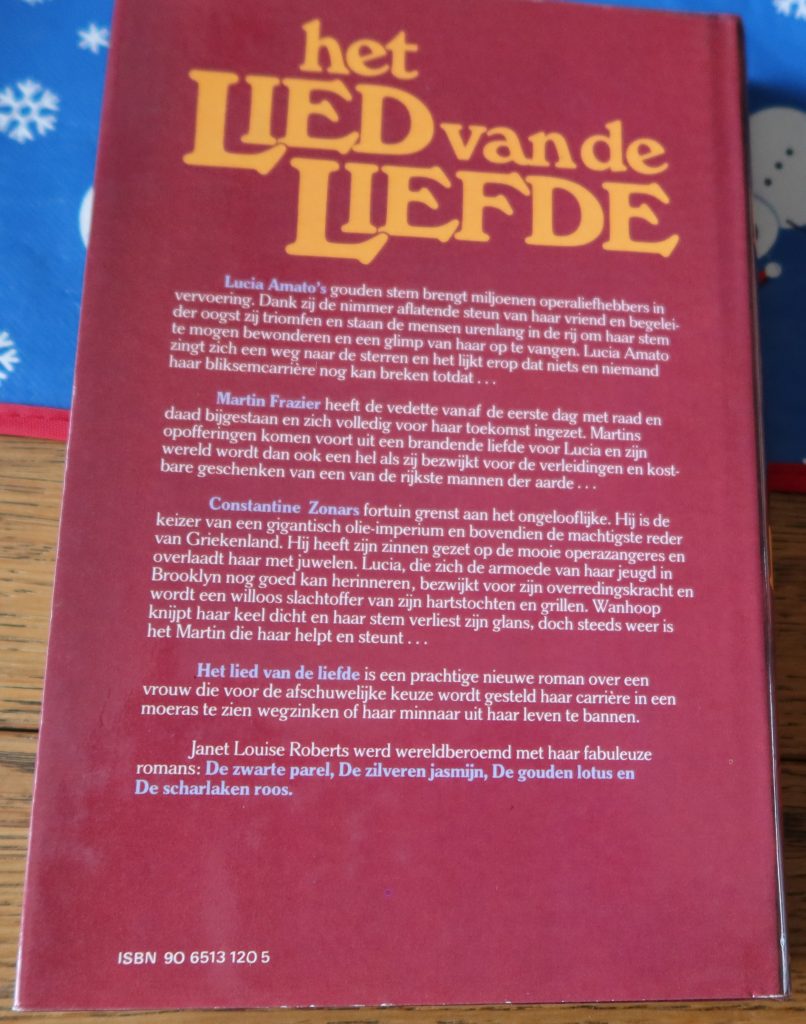 het
LIED van de
LIEFDE
Lucia Amato's gouden stem brengt miljoenen operaliefhebbers in
vervoering. Dank zij de nimmer aflatende steun van haar vriend en begelei-
der oogst zij triomfen en staan de mensen urenlang in de rij om haar stem
te mogen bewonderen en een glimp van haar op te vangen. Lucia Amato
zingt zich een weg naar de sterren en het lijkt erop dat niets en niemand
haar bliksemcarrière nog kan breken totdat . . .
Martin Frazier heeft de vedette vanaf de eerste dag met raad en
daad bijgestaan en zich volledig voor haar toekomst ingezet. Martins
opofferingen komen voort uit een brandende liefde voor Lucia en zijn
wereld wordt dan ook een hel als zij bezwijkt voor de verleidingen en kost-
bare geschenken van een van de rijkste mannen der aarde . . .
Constantine Zonars fortuin grenst aan het ongelooflijke. Hij is de
keizer van een gigantisch olie-imperium en bovendien de machtigste reder
van Griekenland. Hij heeft zijn zinnen gezet op de mooie operazangeres en
overlaadt haar met juwelen. Lucia, die zich de armoede van haar jeugd in
Brooklyn nog goed kan herinneren, bezwijkt voor zijn overredingskracht en
wordt een willoos slachtoffer van zijn hartstochten en grillen. Wanhoop
knijpt haar keel dicht en haar stem verliest zijn glans, doch steeds weer is
het Martin die haar helpt en steunt . . .
Het lied van de liefde is een prachtige nieuwe roman over een
vrouw die voor de afschuwelijke keuze wordt gesteld haar carrière in een
moeras te zien wegzinken of haar minnaar uit haar leven te bannen.
Janet Louise Roberts werd wereldberoemd met haar fabuleuze
romans: De zwarte parel, De zilveren jasmijn, De gouden lotus en
De scharlaken roos.
ISBN 90 6513 120 5